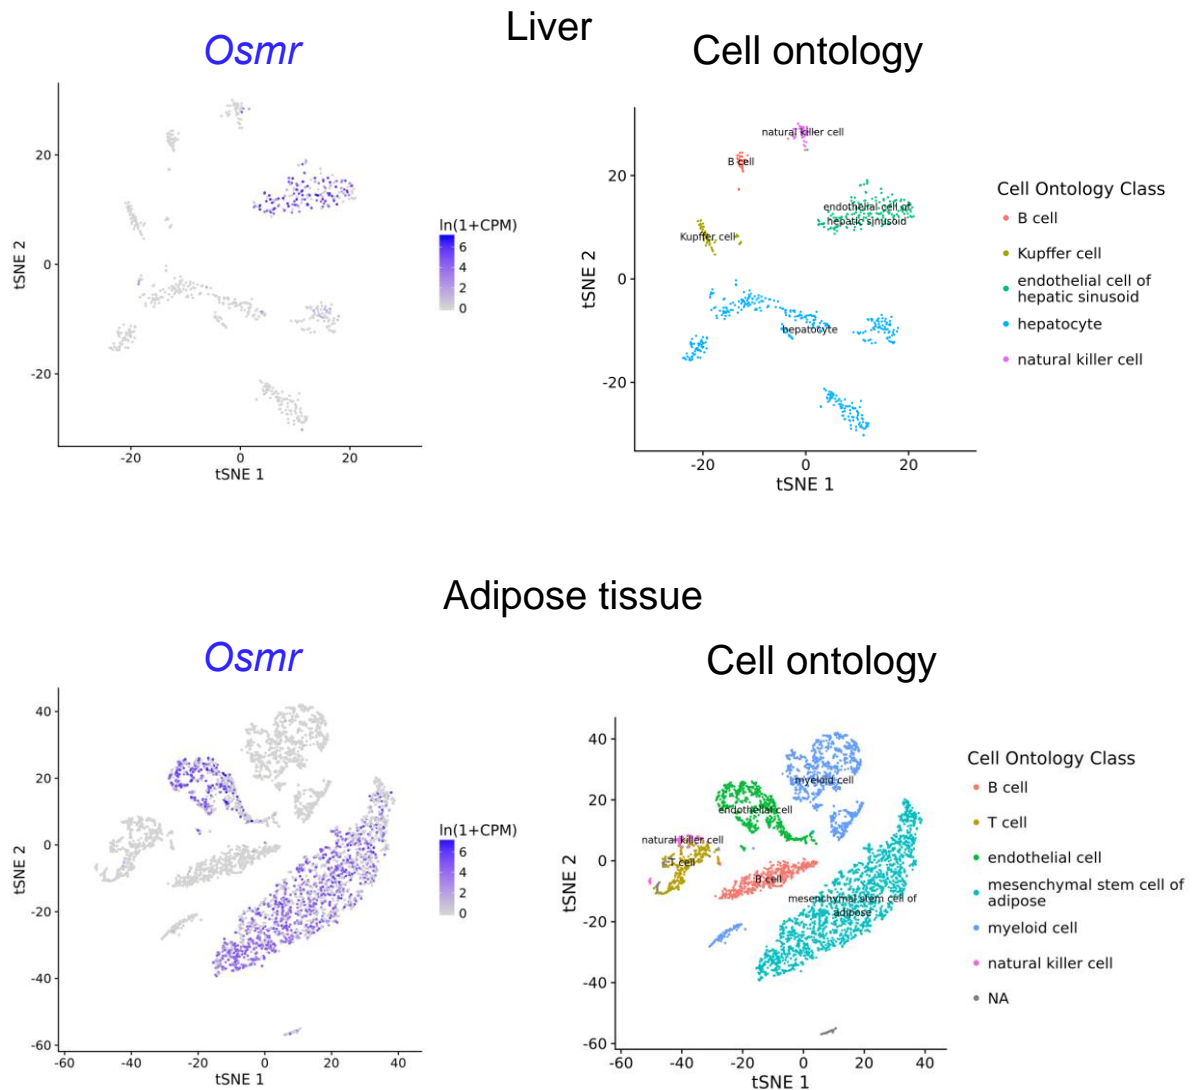 Liver
Osmr
Cell ontology
20
0
-20
tSNE 2
-20
0
20
tSNE 1
ln(1+CPM)
6
4
2
0
20
0
-20
tSNE 2
-20
0
20
tSNE 1
natural killer cell
B cell
endothelial cell of
hepatic sinusoid
Kupffer cell
hepatocyte
Cell Ontology Class
B cell
Kupffer cell
endothelial cell of
hepatic sinusoid
hepatocyte
natural killer cell
Adipose tissue
Osmr
Cell ontology
40
20
0
-20
-40
-60
tSNE 2
-60
-40
-20
0
20
40
tSNE 1
ln(1+CPM)
6
4
2
0
40
20
0
-20
-40
-60
tSNE 2
-60
-40
-20
0
20
40
tSNE 1
myeloid cell
endothelial cell
natural killer cell
T cell
B cell
mesenchymal stem cell of
adipose
Cell Ontology Class
B cell
T cell
endothelial cell
mesenchymal stem cell of
adipose
myeloid cell
natural killer cell
NA